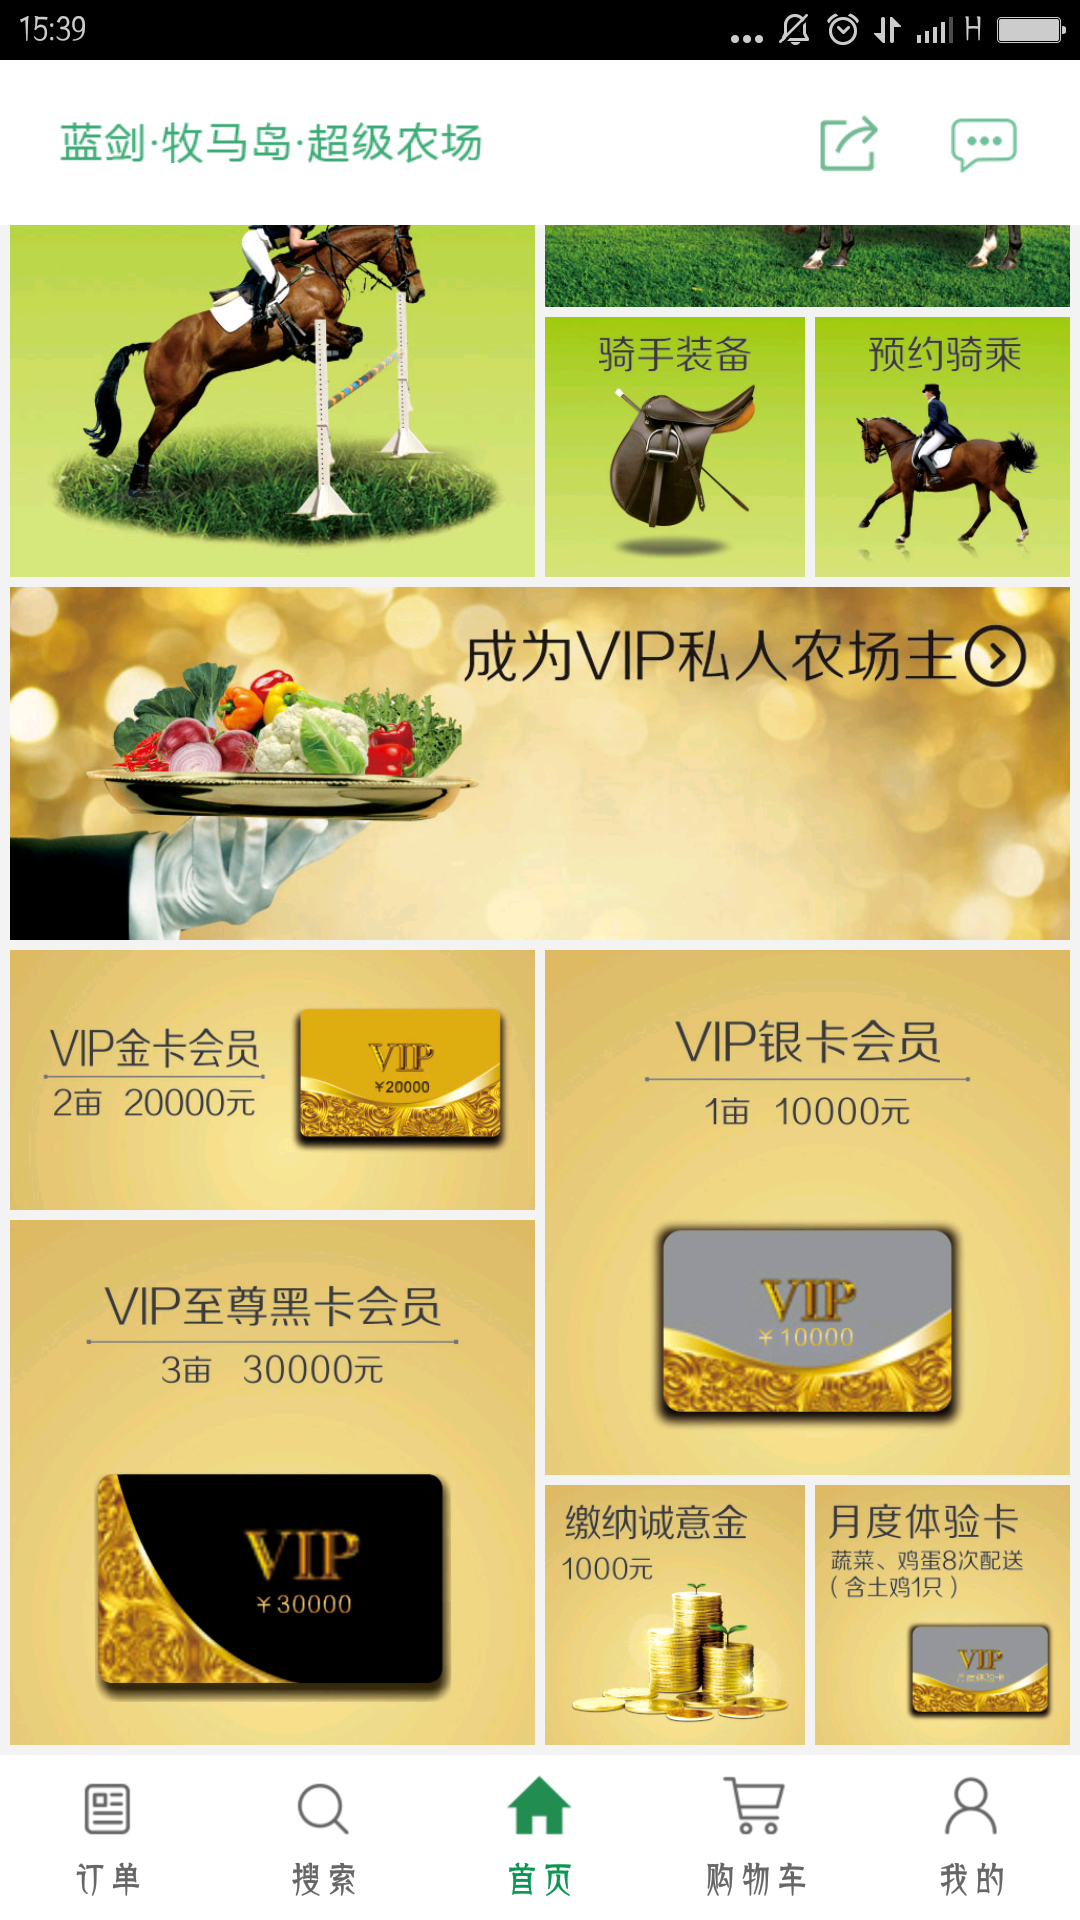 15:39
H
蓝剑·牧马岛·超级农场
骑手装备
预约骑乘
成为VIP私人农场主
VIP金卡会员
2亩 20000元
VIP
¥20000
VIP银卡会员
1亩 10000元
VIP
¥10000
VIP至尊黑卡会员
3亩 30000元
VIP
¥30000
缴纳诚意金
1000元
月度体验卡
蔬菜、鸡蛋8次配送
(含土鸡1只)
VIP
月度体验卡
订单
搜索
首页
购物车
我的